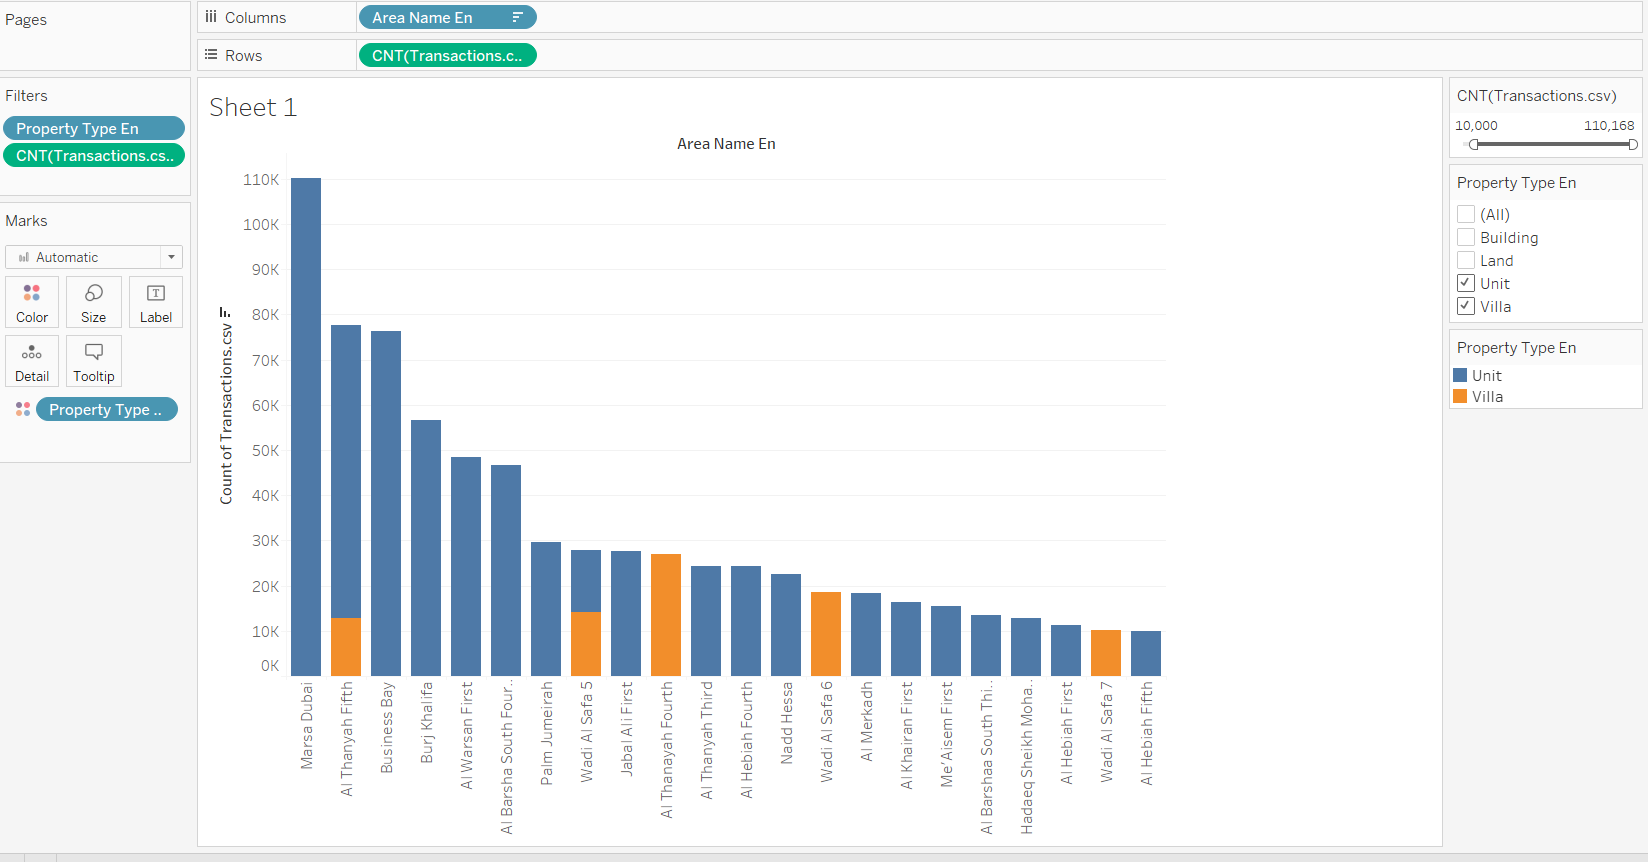 Pages
Columns
Area Name En
Rows
CNT(Transactions.c..
Filters
Property Type En
CNT(Transactions.cs..
Marks
Automatic
Color
Size
Label
Detail
Tooltip
Property Type ..
Sheet 1
Area Name En
Count of Transactions.csv
110K
100K
90K
80K
70K
60K
50K
40K
30K
20K
10K
0K
Marsa Dubai
Al Thanyah Fifth
Business Bay
Burj Khalifa
Al Warsan First
Al Barsha South Four..
Palm Jumeirah
Wadi Al Safa 5
Jabal Ali First
Al Thanayah Fourth
Al Thanyah Third
Al Hebiah Fourth
Nadd Hessa
Wadi Al Safa 6
Al Merkadh
Al Khairan First
Me'Aisem First
Al Barshaa South Thi..
Hadaeq Sheikh Moha..
Al Hebiah First
Wadi Al Safa 7
Al Hebiah Fifth
CNT(Transactions.csv)
10,000 110,168
Property Type En
(All)
Building
Land
Unit
Villa
Property Type En
Unit
Villa